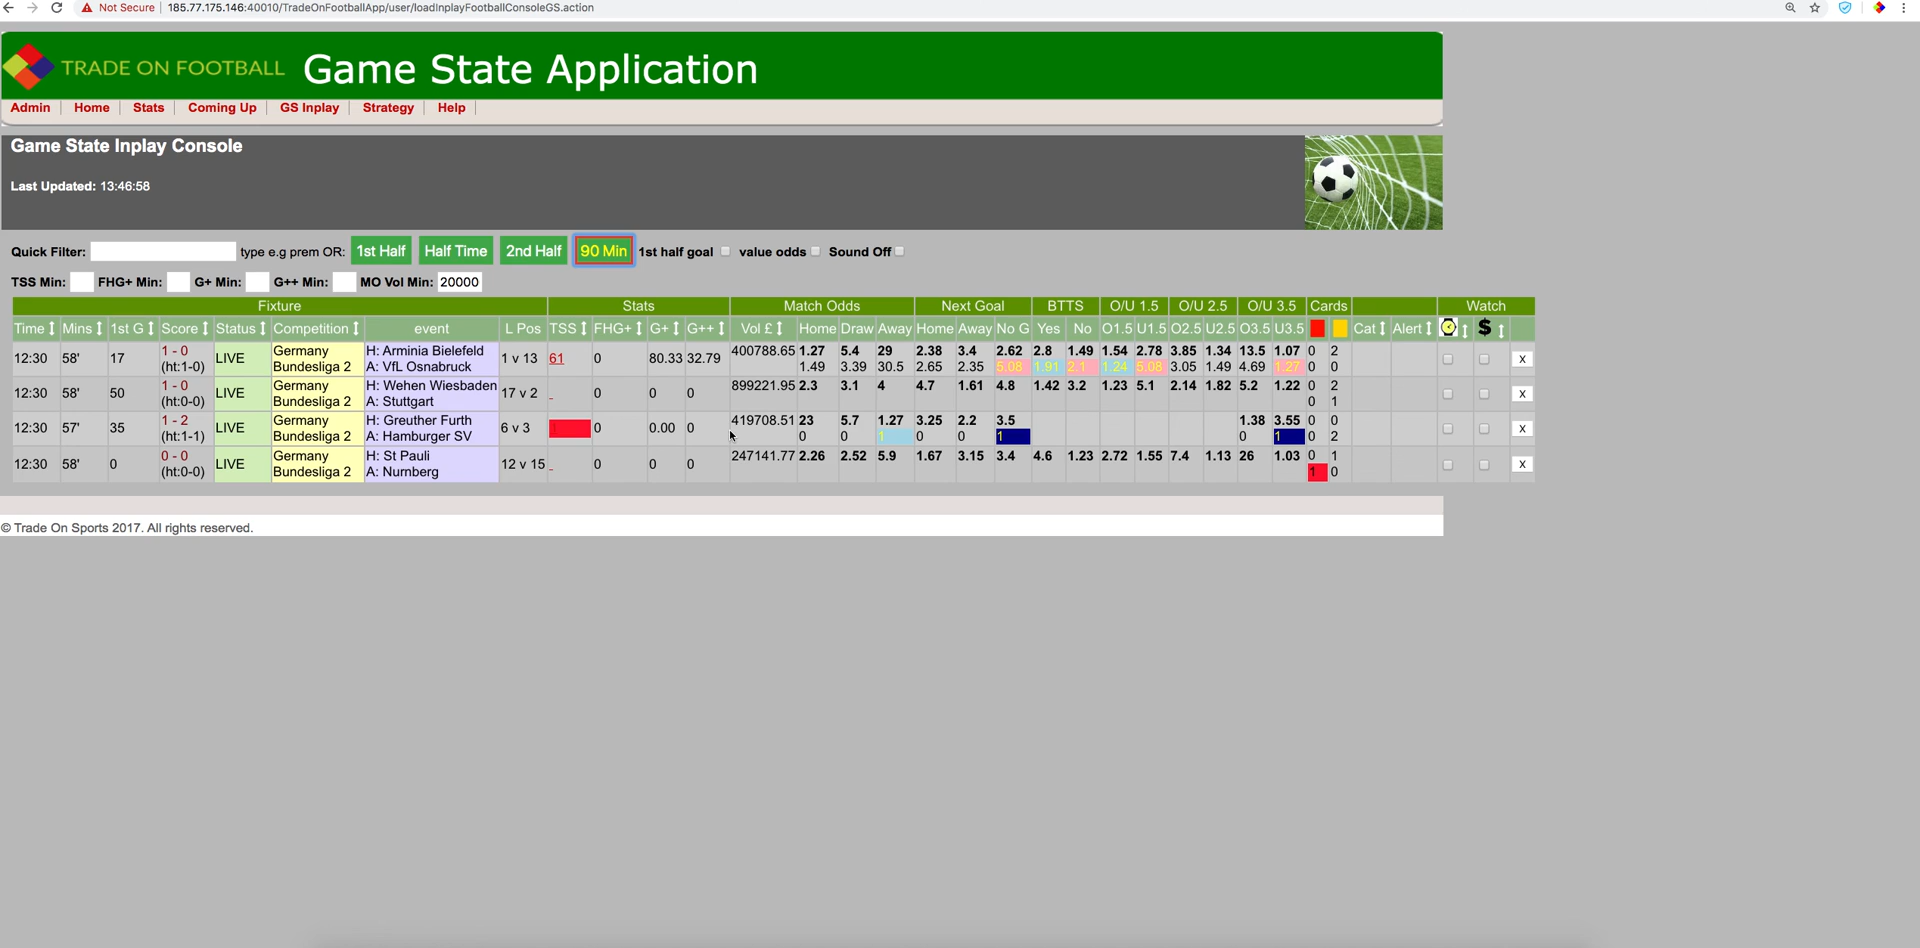 Not Secure 185.77.175.146:40010/TradeOnFootballApp/user/loadInplayFootballConsoleGS.action
TRADE ON FOOTBALL Game State Application
Admin Home Stats Coming Up GS Inplay Strategy Help
Game State Inplay Console
Last Updated: 13:46:58
Quick Filter: type e.g prem OR: 1st Half Half Time 2nd Half 90 Min 1st half goal value odds Sound Off
TSS Min: FHG+ Min: G+ Min: G++ Min: MO Vol Min: 20000
Fixture Stats Match Odds Next Goal BTTS O/U 1.5 O/U 2.5 O/U 3.5 Cards Watch
Time Mins 1st G Score Status Competition event L Pos TSS FHG+ G+ G++ Vol £ Home Draw Away Home Away No G Yes No O1.5 U1.5 O2.5 U2.5 O3.5 U3.5 Cat Alert $
12:30 58' 17 1 - 0 LIVE Germany H: Arminia Bielefeld 1 v 13 61 0 80.33 32.79 400788.65 1.27 5.4 29 2.38 3.4 2.62 2.8 1.49 1.54 2.78 3.85 1.34 13.5 1.07 0 2 x
(ht:1-0) Bundesliga 2 A: VfL Osnabruck 1.49 3.39 30.5 2.65 2.35 5.08 1.91 2.1 1.24 5.08 3.05 1.49 4.69 1.27 0 0
12:30 58' 50 1 - 0 LIVE Germany H: Wehen Wiesbaden 17 v 2 - 0 0 0 899221.95 2.3 3.1 4 4.7 1.61 4.8 1.42 3.2 1.23 5.1 2.14 1.82 5.2 1.22 0 2 x
(ht:0-0) Bundesliga 2 A: Stuttgart 0 1
12:30 57' 35 1 - 2 LIVE Germany H: Greuther Furth 6 v 3 0 0.00 0 419708.51 23 5.7 1.27 3.25 2.2 3.5 1.38 3.55 0 0 x
(ht:1-1) Bundesliga 2 A: Hamburger SV 0 0 1 0 0 1 0 1 0 2
12:30 58' 0 0 - 0 LIVE Germany H: St Pauli 12 v 15 - 0 0 0 247141.77 2.26 2.52 5.9 1.67 3.15 3.4 4.6 1.23 2.72 1.55 7.4 1.13 26 1.03 0 1 x
(ht:0-0) Bundesliga 2 A: Nurnberg 1 0
© Trade On Sports 2017. All rights reserved.